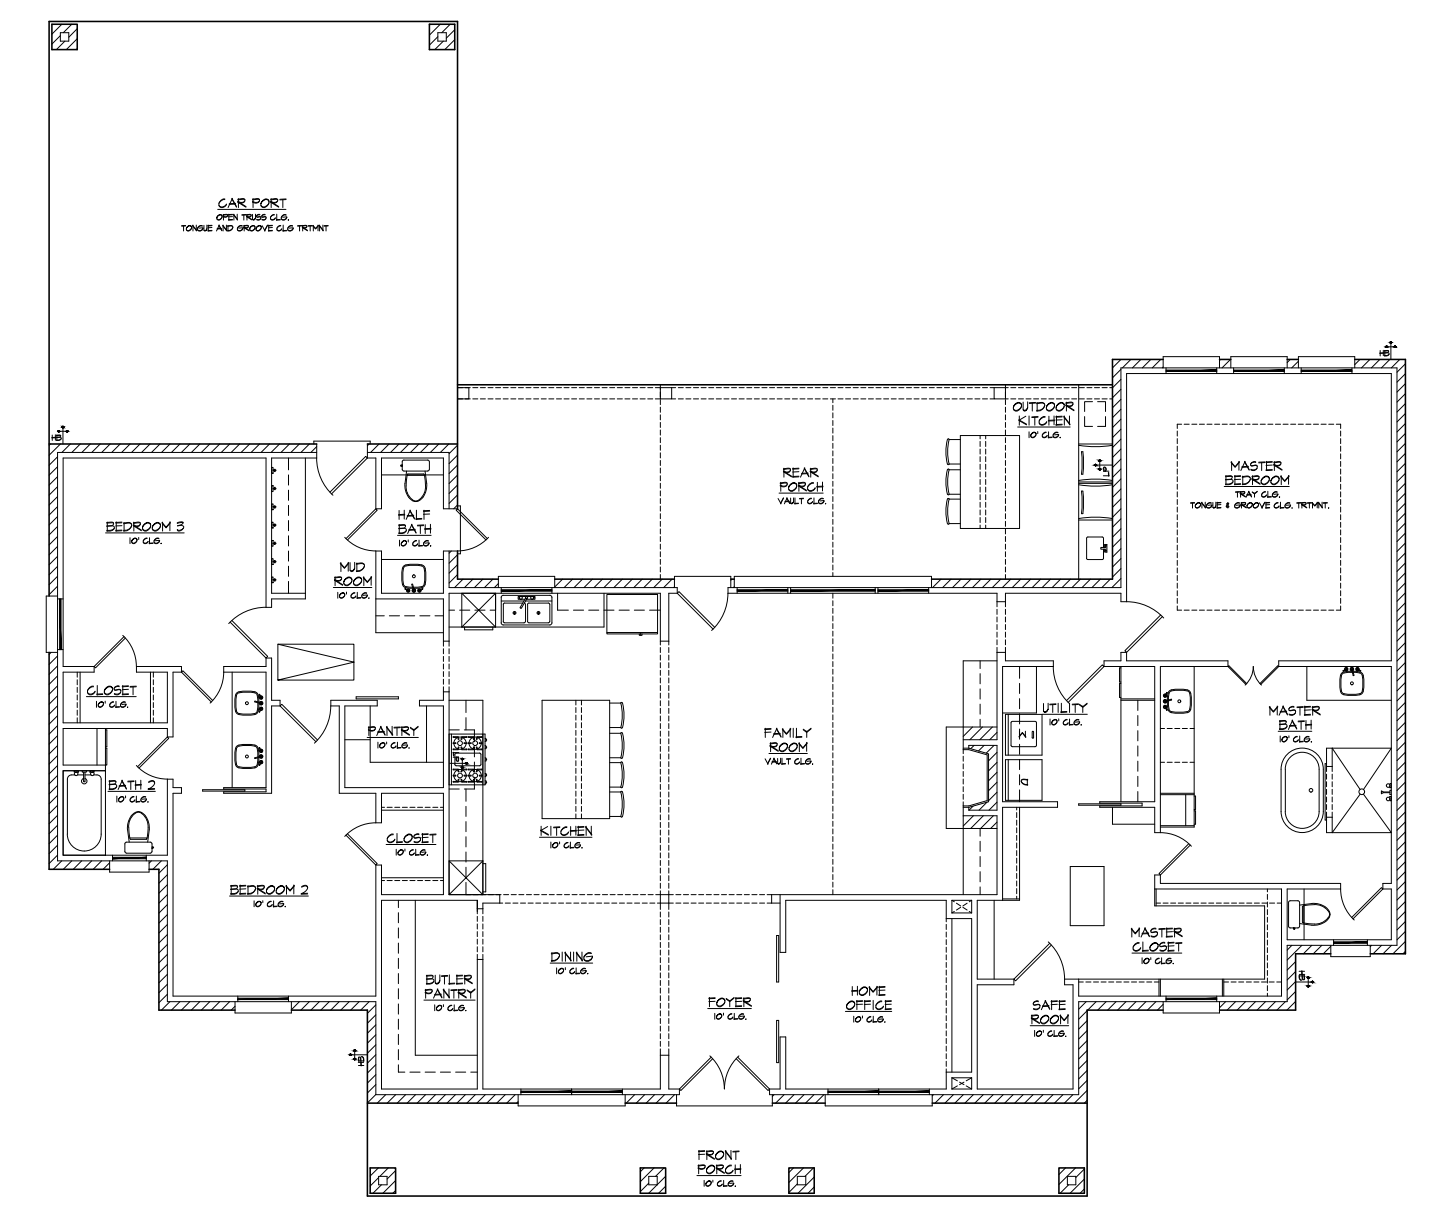 CAR PORT
OPEN TRUSS CLG.
TONGUE AND GROOVE CLG TRTMNT
HB
HB
OUTDOOR
KITCHEN
10' CLG.
REAR
PORCH
VAULT CLG.
MASTER
BEDROOM
TRAY CLG.
TONGUE & GROOVE CLG. TRTMNT.
BEDROOM 3
10' CLG.
HALF
BATH
10' CLG.
MUD
ROOM
10' CLG.
CLOSET
10' CLG.
PANTRY
10' CLG.
FAMILY
ROOM
VAULT CLG.
UTILITY
10' CLG.
W
D
MASTER
BATH
10' CLG.
BATH 2
10' CLG.
KITCHEN
10' CLG.
CLOSET
10' CLG.
BEDROOM 2
10' CLG.
MASTER
CLOSET
10' CLG.
DINING
10' CLG.
BUTLER
PANTRY
10' CLG.
FOYER
10' CLG.
HOME
OFFICE
10' CLG.
SAFE
ROOM
10' CLG.
HB
HB
FRONT
PORCH
10' CLG.